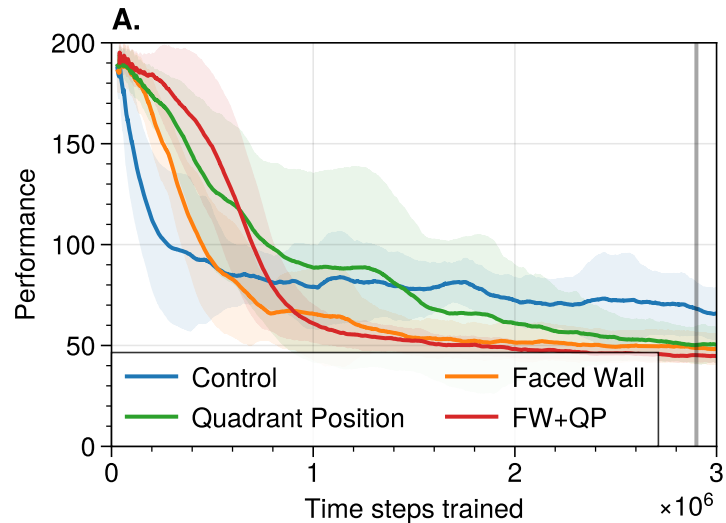 A.
Performance
200
150
100
50
0
Control
Faced Wall
Quadrant Position
FW+QP
0 1 2 3
Time steps trained
×10⁶